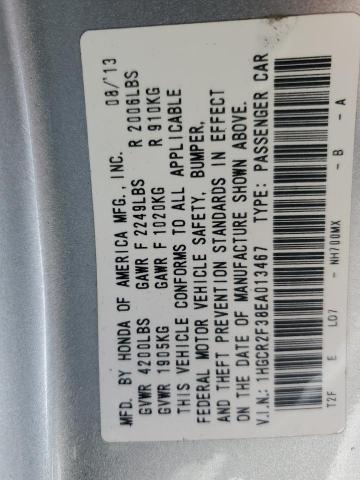 MFD. BY HONDA OF AMERICA MFG., INC. 08/'13
GVWR 4200LBS GAWR F 2249LBS R 2006LBS
GVWR 1905KG GAWR F 1020KG R 910KG
THIS VEHICLE CONFORMS TO ALL APPLICABLE
FEDERAL MOTOR VEHICLE SAFETY, BUMPER,
AND THEFT PREVENTION STANDARDS IN EFFECT
ON THE DATE OF MANUFACTURE SHOWN ABOVE.
V.I.N.: 1HGCR2F38EA013467 TYPE: PASSENGER CAR
T2F E L07 - NH700MX - B - A